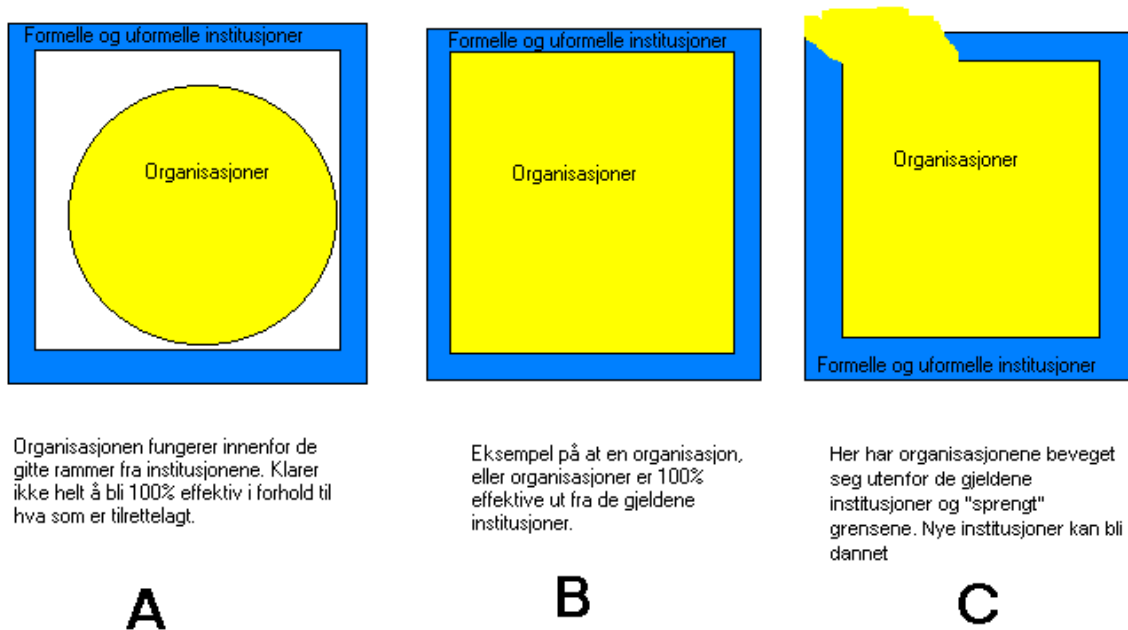 Formelle og uformelle institusjoner
Organisasjoner
Organisasjonen fungerer innenfor de
gitte rammer fra institusjonene. Klarer
ikke helt å bli 100% effektiv i forhold til
hva som er tilrettelagt.
A
Formelle og uformelle institusjoner
Organisasjoner
Eksempel på at en organisasjon,
eller organisasjoner er 100%
effektive ut fra de gjeldene
institusjoner.
B
Organisasjoner
Formelle og uformelle institusjoner
Her har organisasjonene beveget
seg utenfor de gjeldene
institusjoner og "sprengt"
grensene. Nye institusjoner kan bli
dannet
C